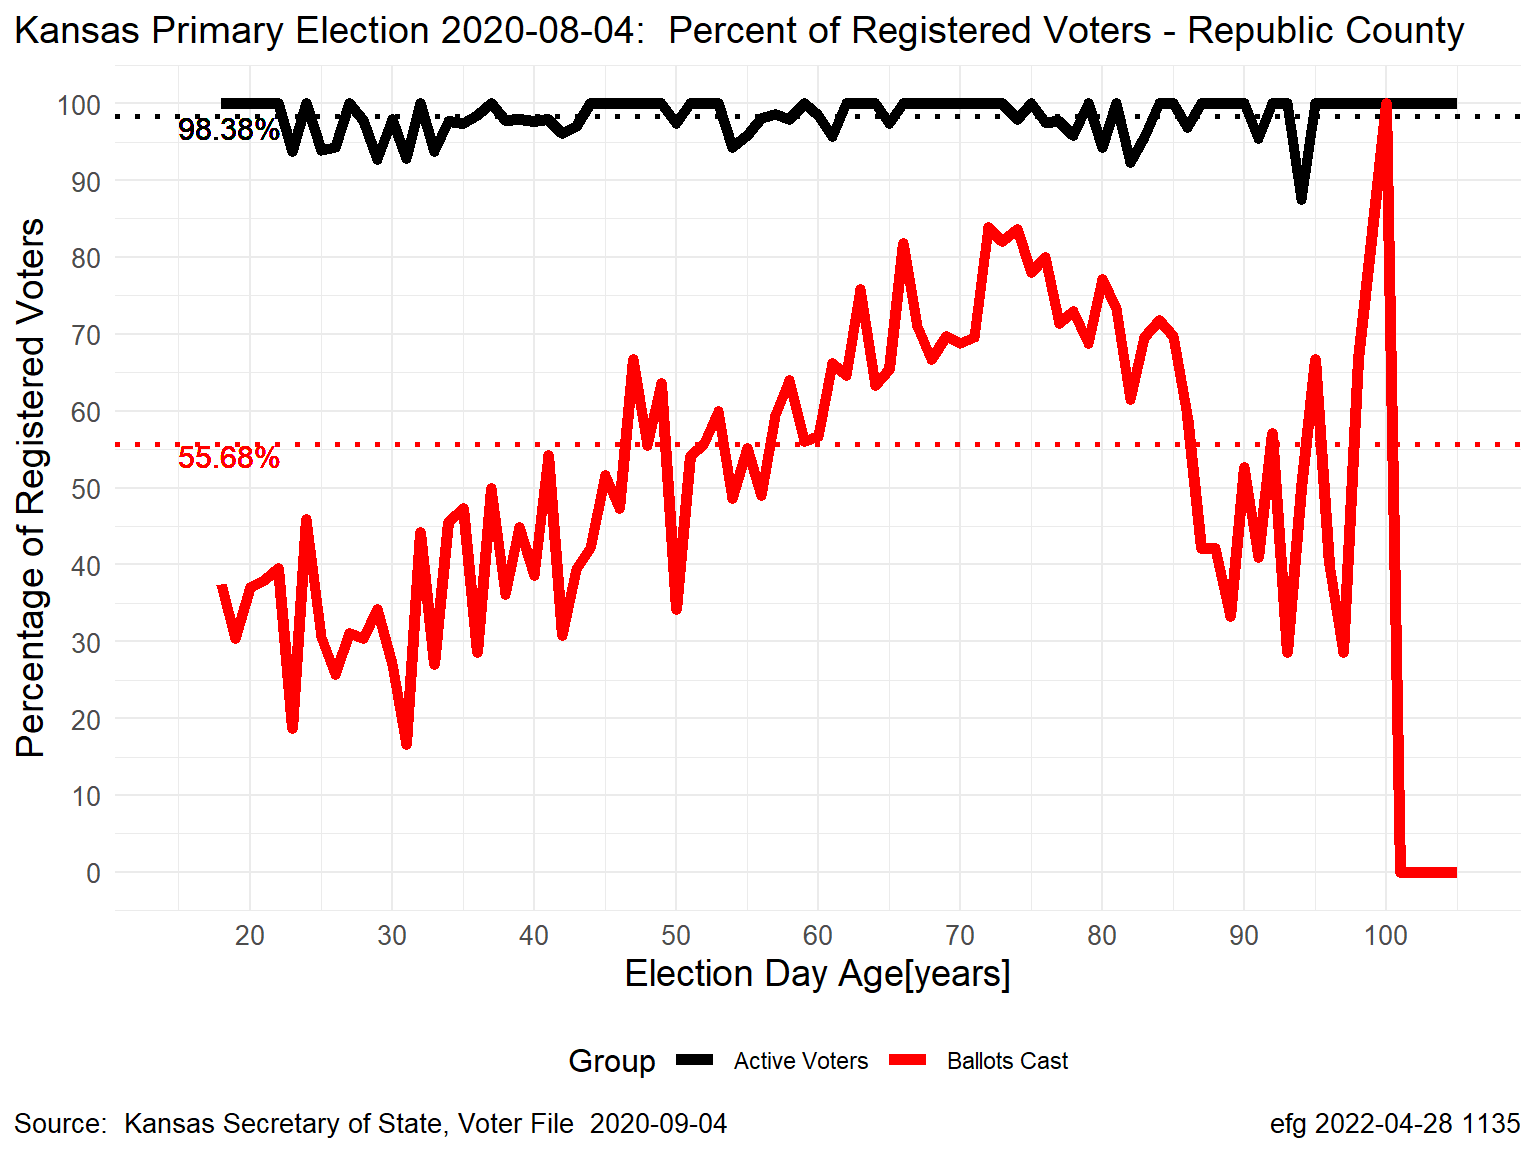 Kansas Primary Election 2020-08-04:  Percent of Registered Voters - Republic County
Percentage of Registered Voters
100
90
80
70
60
50
40
30
20
10
0
98.38%
55.68%
20 30 40 50 60 70 80 90 100
Election Day Age[years]
Group Active Voters Ballots Cast
Source:  Kansas Secretary of State, Voter File  2020-09-04
efg 2022-04-28 1135